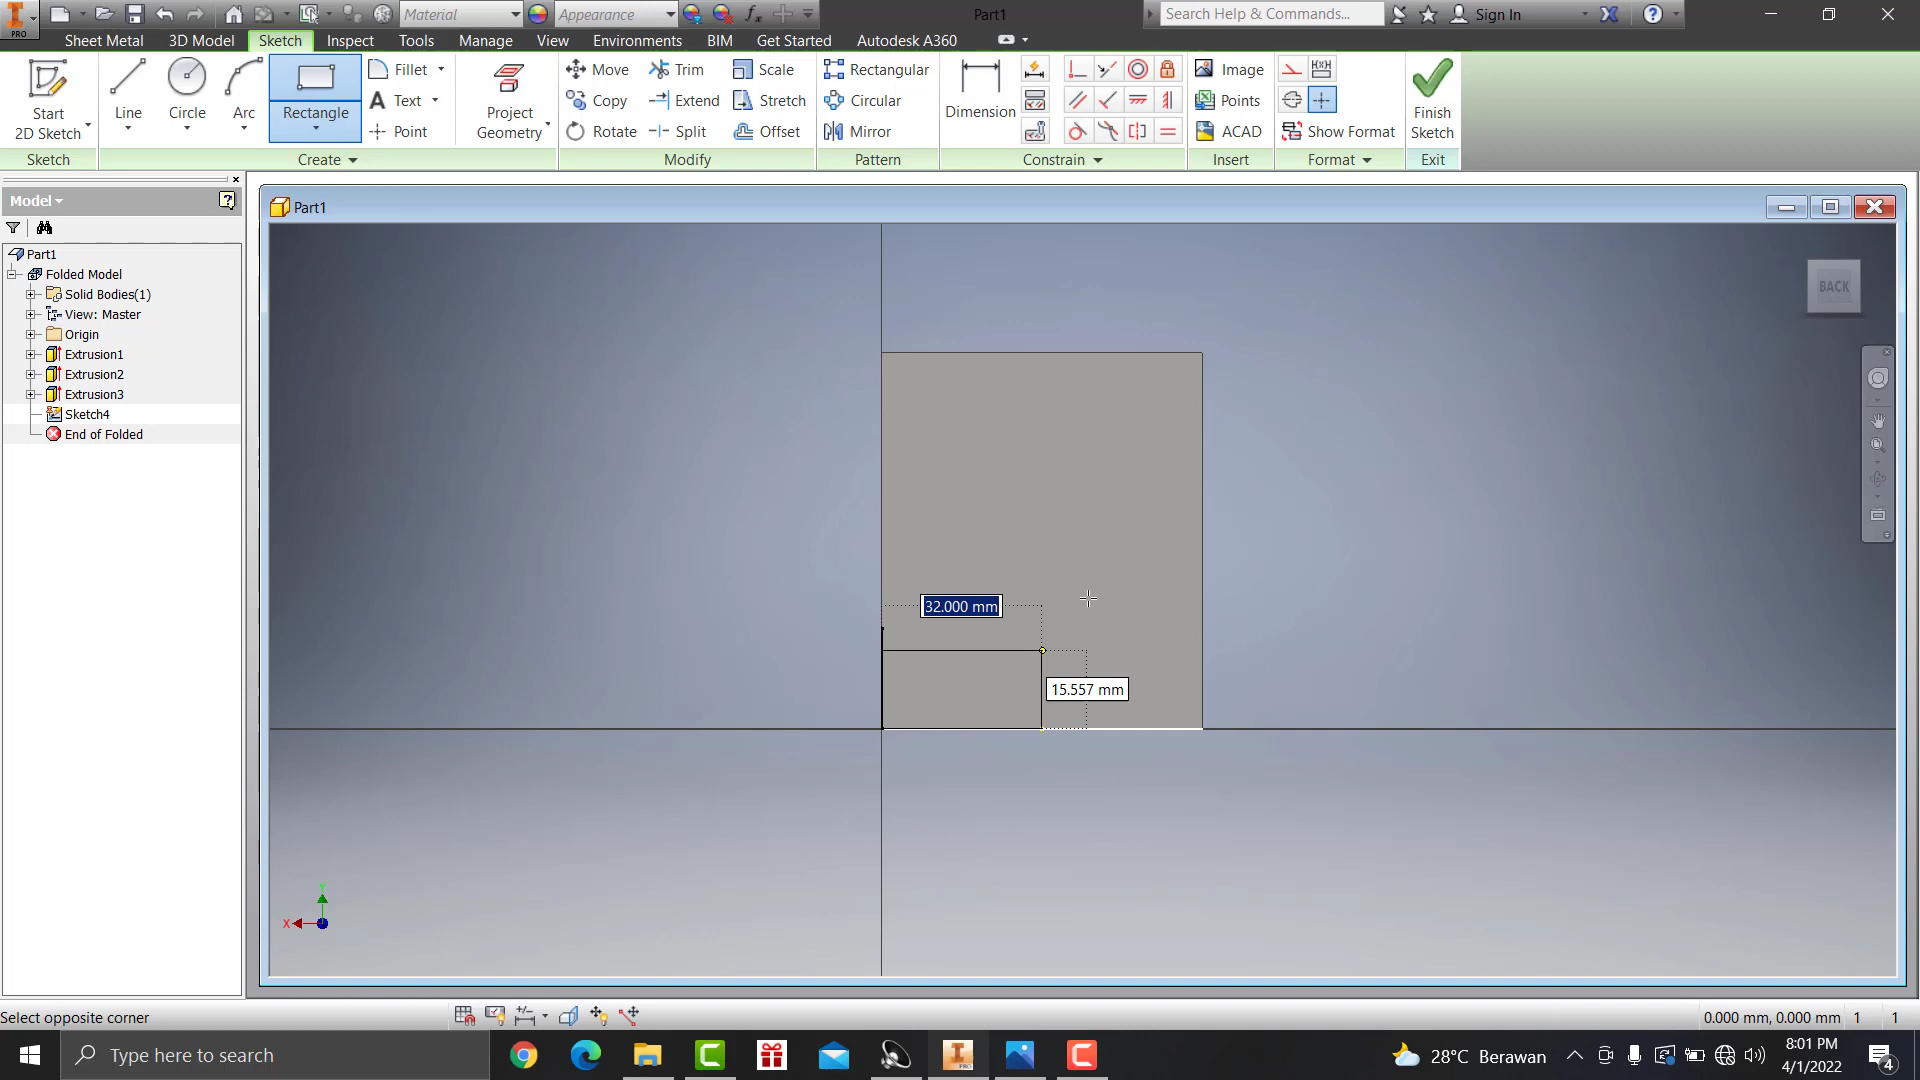 PRO
Material
Appearance
Part1
Search Help & Commands...
Sign In
Sheet Metal
3D Model
Sketch
Inspect
Tools
Manage
View
Environments
BIM
Get Started
Autodesk A360
Start
2D Sketch
Line
Circle
Arc
Rectangle
Fillet
Text
Point
Project
Geometry
Move
Copy
Rotate
Trim
Extend
Split
Scale
Stretch
Offset
Rectangular
Circular
Mirror
Dimension
Image
Points
ACAD
Show Format
Finish
Sketch
Sketch
Create
Modify
Pattern
Constrain
Insert
Format
Exit
Model
Part1
Folded Model
Solid Bodies(1)
View: Master
Origin
Extrusion1
Extrusion2
Extrusion3
Sketch4
End of Folded
Part1
BACK
32.000 mm
15.557 mm
Y
X
Select opposite corner
0.000 mm, 0.000 mm
1
1
Type here to search
PRO
28°C Berawan
8:01 PM
4/1/2022
4